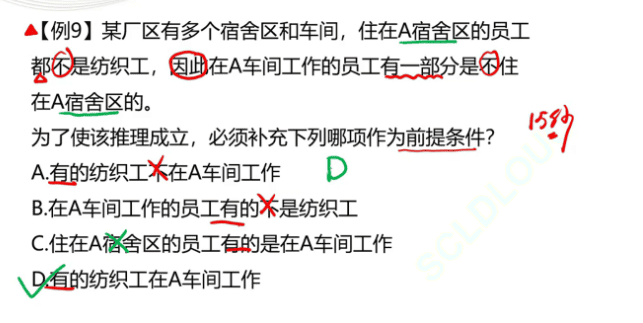 【例9】某厂区有多个宿舍区和车间，住在A宿舍区的员工
都不是纺织工，因此在A车间工作的员工有一部分是不住
在A宿舍区的。
为了使该推理成立，必须补充下列哪项作为前提条件？
15秒
A.有的纺织工不在A车间工作
D
B.在A车间工作的员工有的不是纺织工
C.住在A宿舍区的员工有的是在A车间工作
D.有的纺织工在A车间工作
SCLDLOU